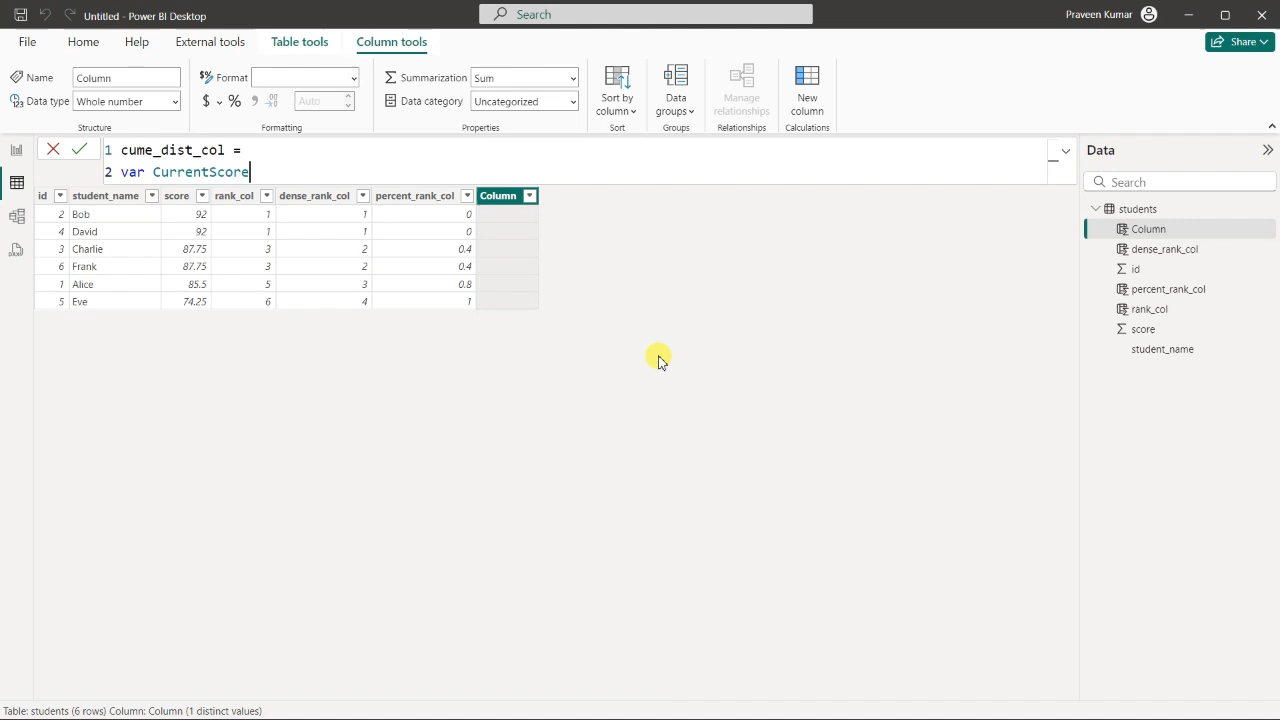 Untitled - Power BI Desktop
Search
Praveen Kumar
File Home Help External tools Table tools Column tools
Share
Name Column
Data type Whole number
Structure
Format
$ % 9 .00 Auto
Formatting
Summarization Sum
Data category Uncategorized
Properties
Sort by column
Sort
Data groups
Groups
Manage relationships
Relationships
New column
Calculations
1 cume_dist_col =
2 var CurrentScore
id student_name score rank_col dense_rank_col percent_rank_col Column
2 Bob 92 1 1 0
4 David 92 1 1 0
3 Charlie 87.75 3 2 0.4
6 Frank 87.75 3 2 0.4
1 Alice 85.5 5 3 0.8
5 Eve 74.25 6 4 1
Data
Search
students
Column
dense_rank_col
id
percent_rank_col
rank_col
score
student_name
Table: students (6 rows) Column: Column (1 distinct values)